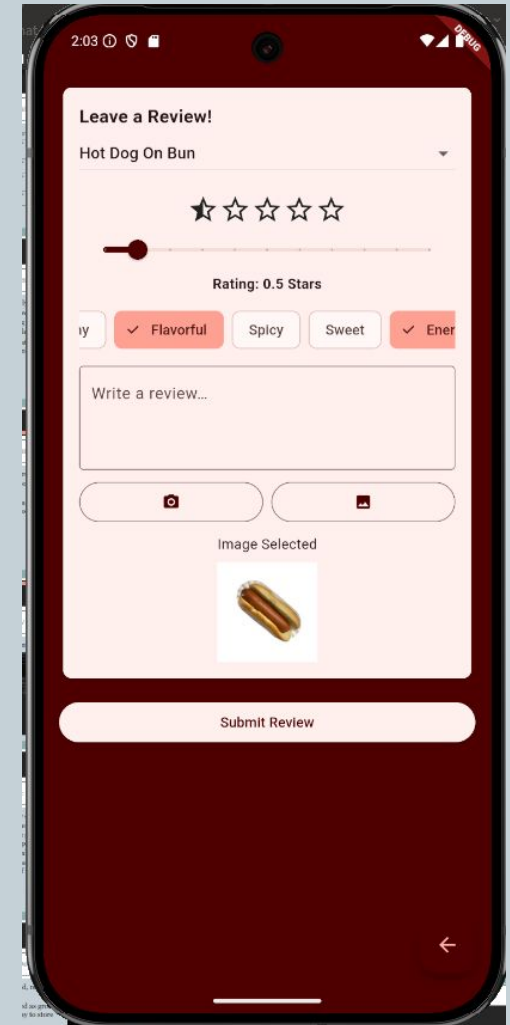 2:03
DEBUG
Leave a Review!
Hot Dog On Bun
Rating: 0.5 Stars
Flavorful Spicy Sweet
Write a review...
Image Selected
Submit Review